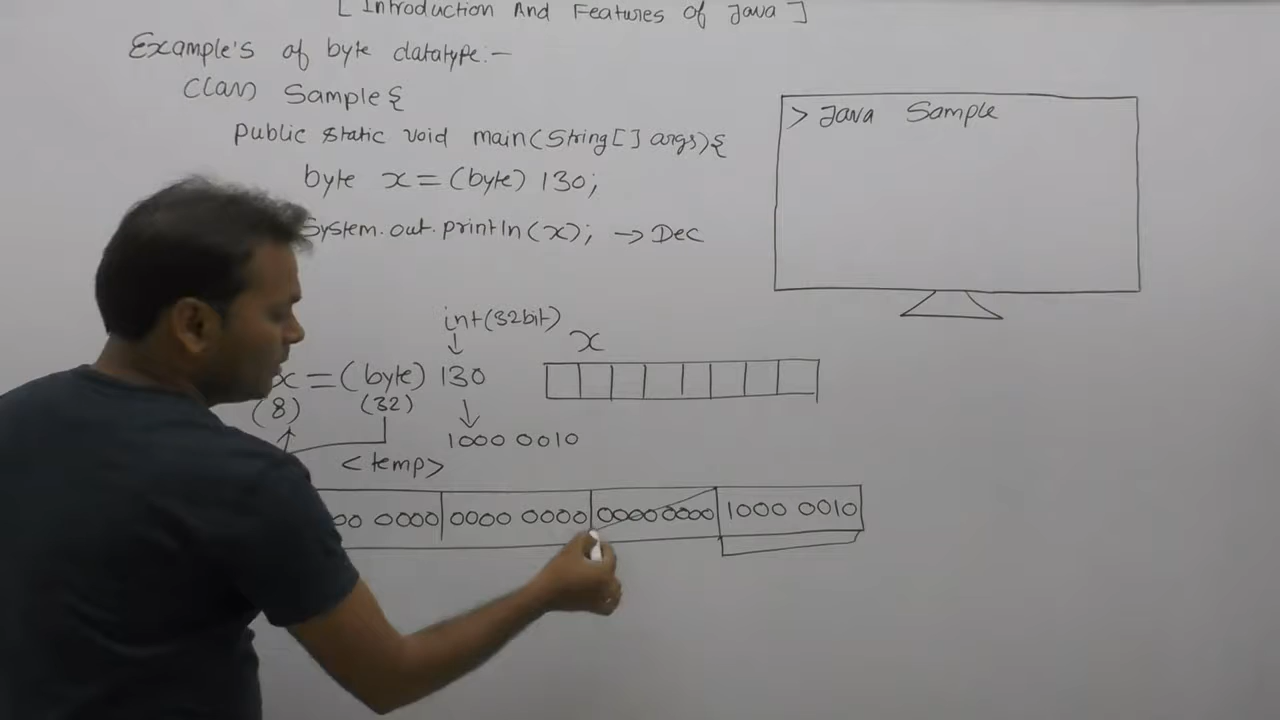 [ Introduction And Features Of Java ]
Example's of byte datatype:-
Class Sample{
public static void main(String[] args){
byte x=(byte) 130;
System.out.println(x); → Dec
> Java Sample
int(32bit)
x
x=(byte) 130
(8) (32)
1000 0010
<temp>
00 0000 0000 0000 0000 0000 1000 0010